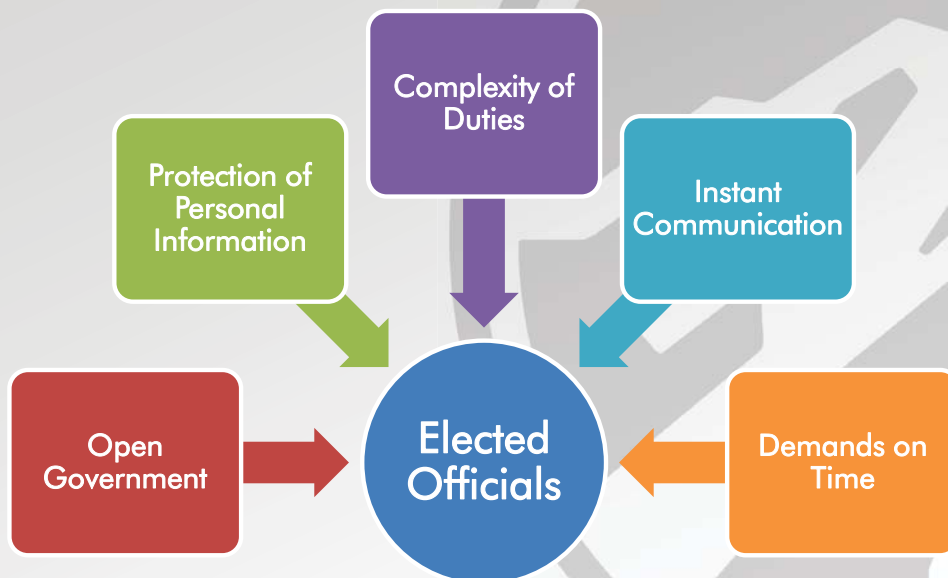 Complexity of
Duties
Protection of
Personal
Information
Instant
Communication
Open
Government
Elected
Officials
Demands on
Time